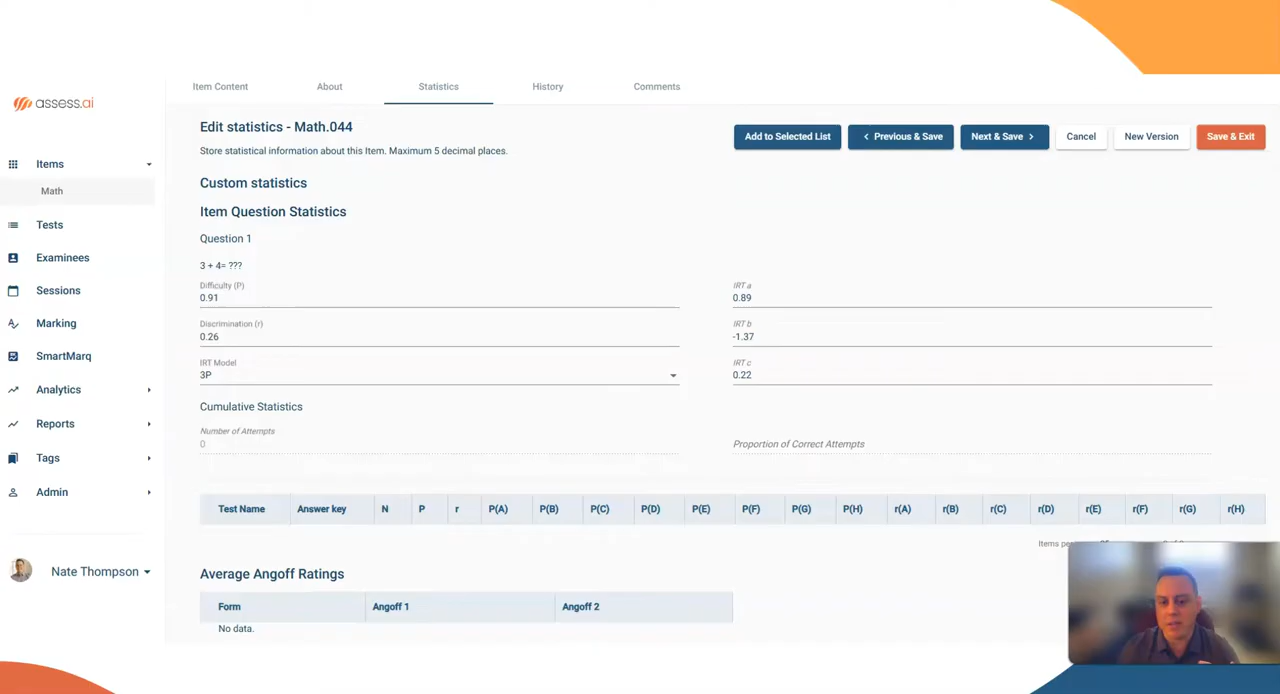 Item Content About Statistics History Comments
assess.ai
Edit statistics - Math.044
Add to Selected List Previous & Save Next & Save Cancel New Version Save & Exit
Store statistical information about this Item. Maximum 5 decimal places.
Items
Math
Tests
Examinees
Sessions
Marking
SmartMarq
Analytics
Reports
Tags
Admin
Nate Thompson
Custom statistics
Item Question Statistics
Question 1
3 + 4= ???
Difficulty (P)
0.91
IRT a
0.89
Discrimination (r)
0.26
IRT b
-1.37
IRT Model
3P
IRT c
0.22
Cumulative Statistics
Number of Attempts
0
Proportion of Correct Attempts
Test Name Answer key N P r P(A) P(B) P(C) P(D) P(E) P(F) P(G) P(H) r(A) r(B) r(C) r(D) r(E) r(F) r(G) r(H)
Items
Average Angoff Ratings
Form Angoff 1 Angoff 2
No data.